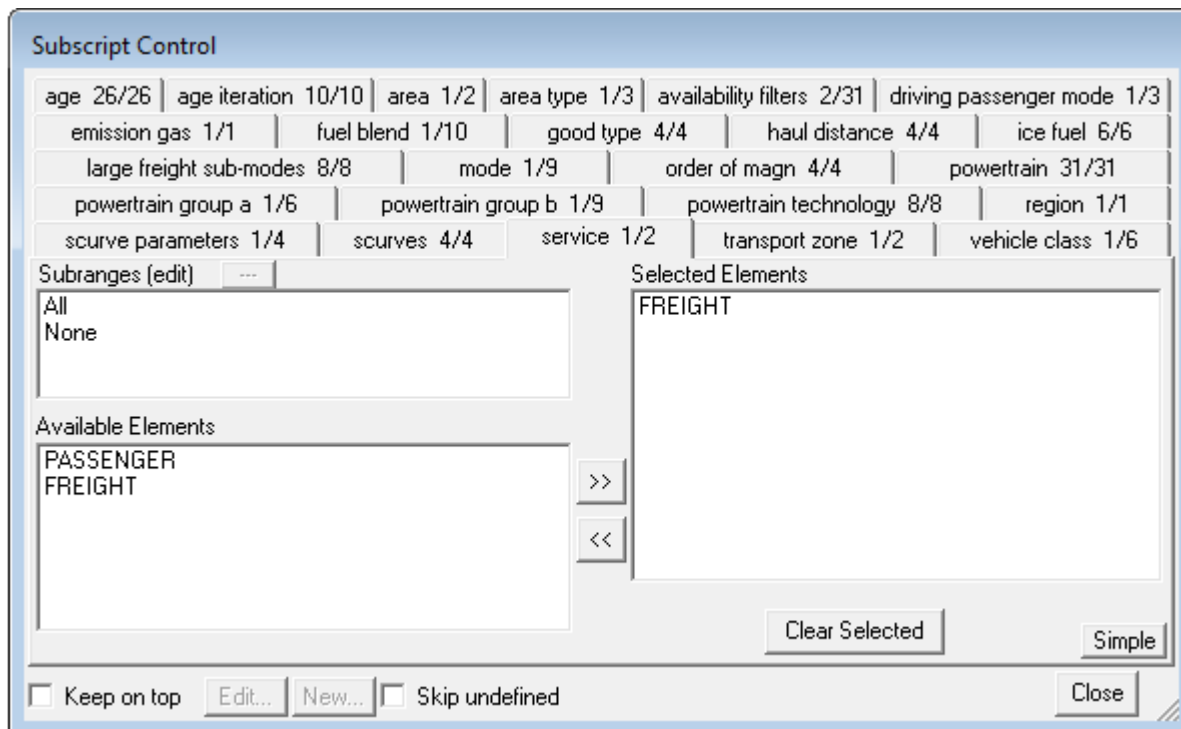 Subscript Control
age 26/26 age iteration 10/10 area 1/2 area type 1/3 availability filters 2/31 driving passenger mode 1/3
emission gas 1/1 fuel blend 1/10 good type 4/4 haul distance 4/4 ice fuel 6/6
large freight sub-modes 8/8 mode 1/9 order of magn 4/4 powertrain 31/31
powertrain group a 1/6 powertrain group b 1/9 powertrain technology 8/8 region 1/1
scurve parameters 1/4 scurves 4/4 service 1/2 transport zone 1/2 vehicle class 1/6
Subranges (edit) ---
All
None
Available Elements
PASSENGER
FREIGHT
>>
<<
Selected Elements
FREIGHT
Clear Selected
Simple
Keep on top Edit... New... Skip undefined Close